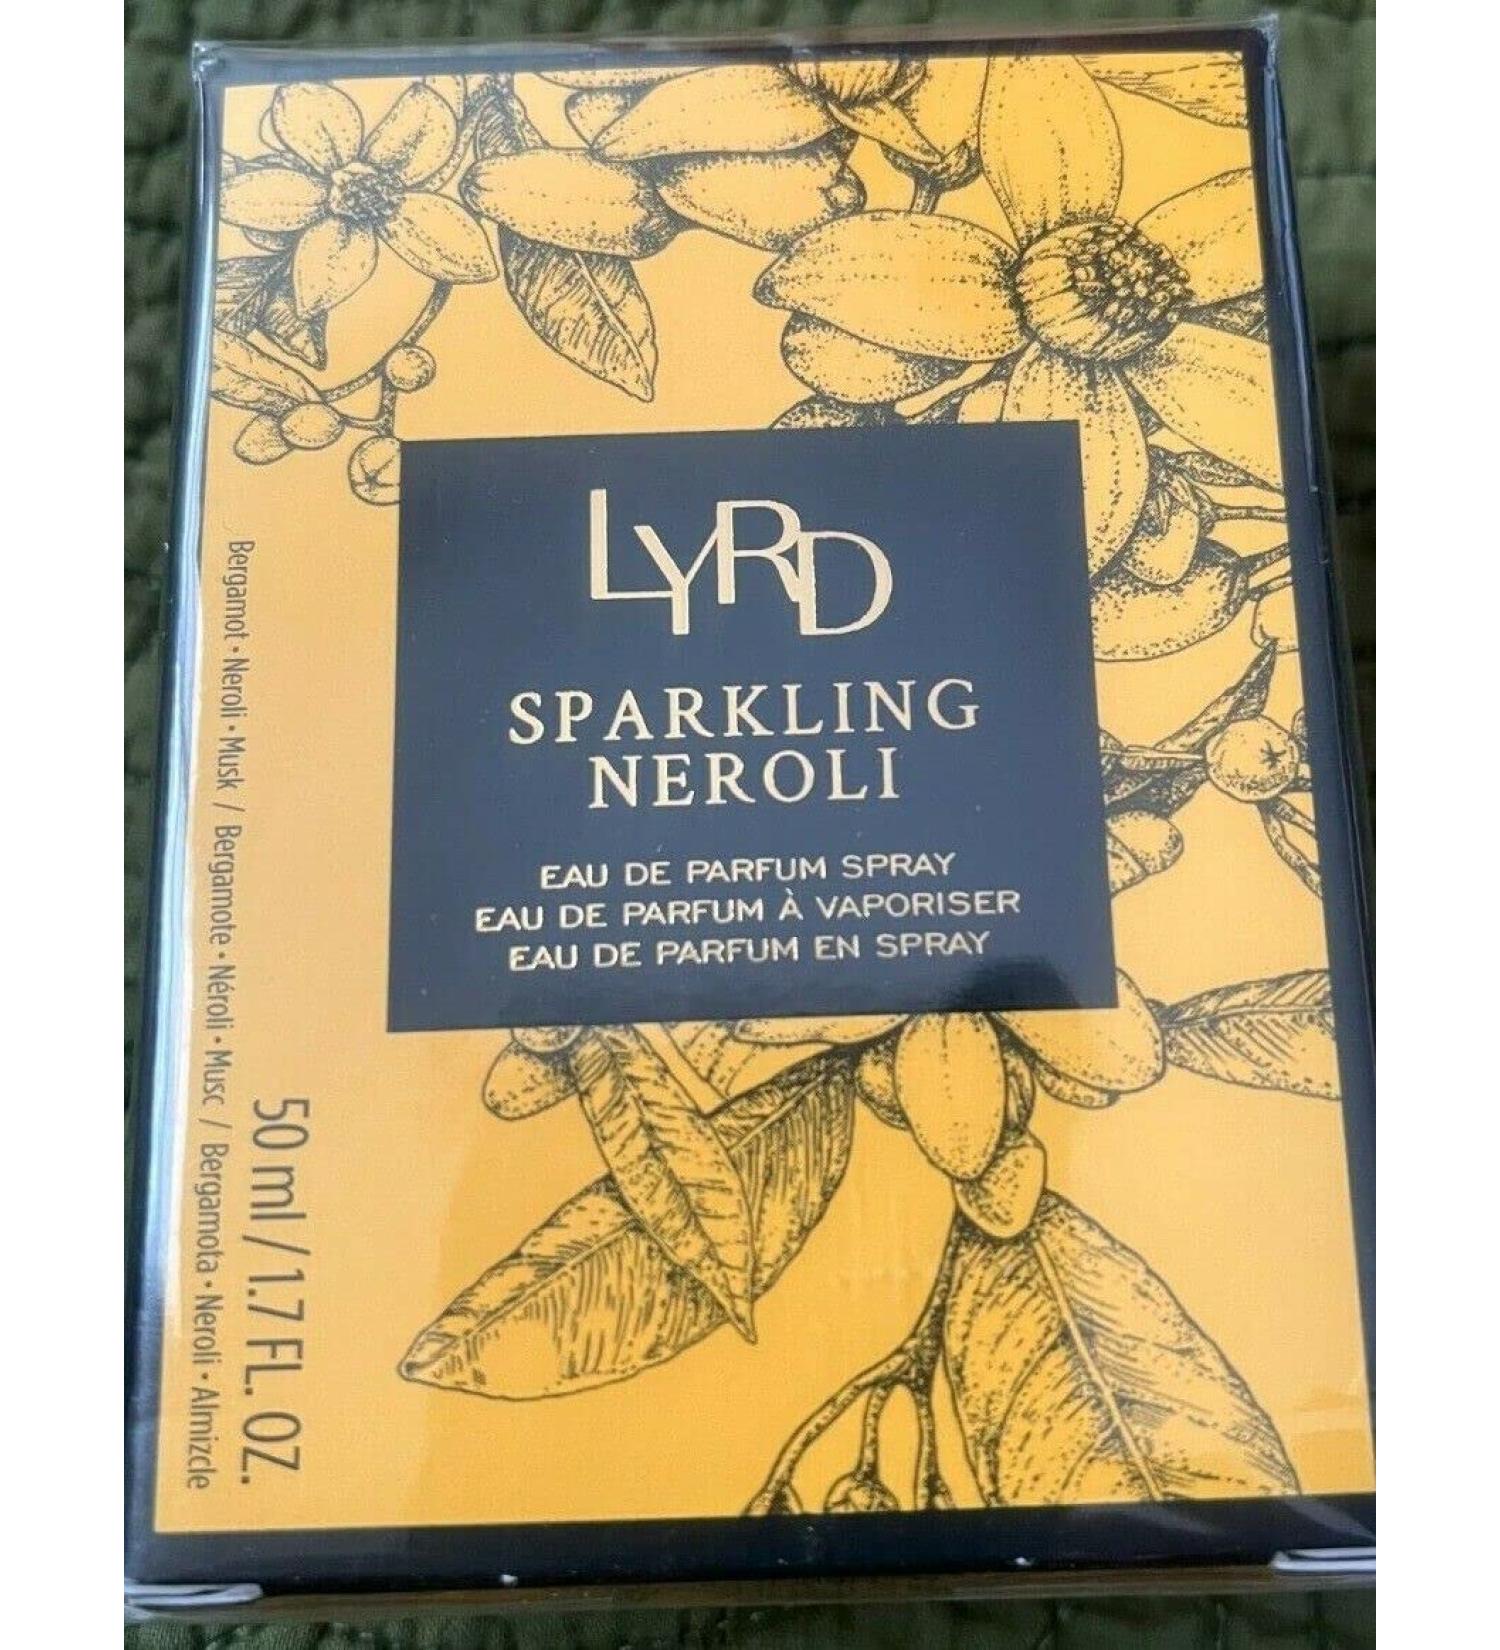 LYRD
SPARKLING
NEROLI
EAU DE PARFUM SPRAY
EAU DE PARFUM À VAPORISER
EAU DE PARFUM EN SPRAY
Bergamot • Neroli • Musk / Bergamote • Néroli • Musc / Bergamota • Neroli • Almizcle
50 ml / 1.7 FL. OZ.